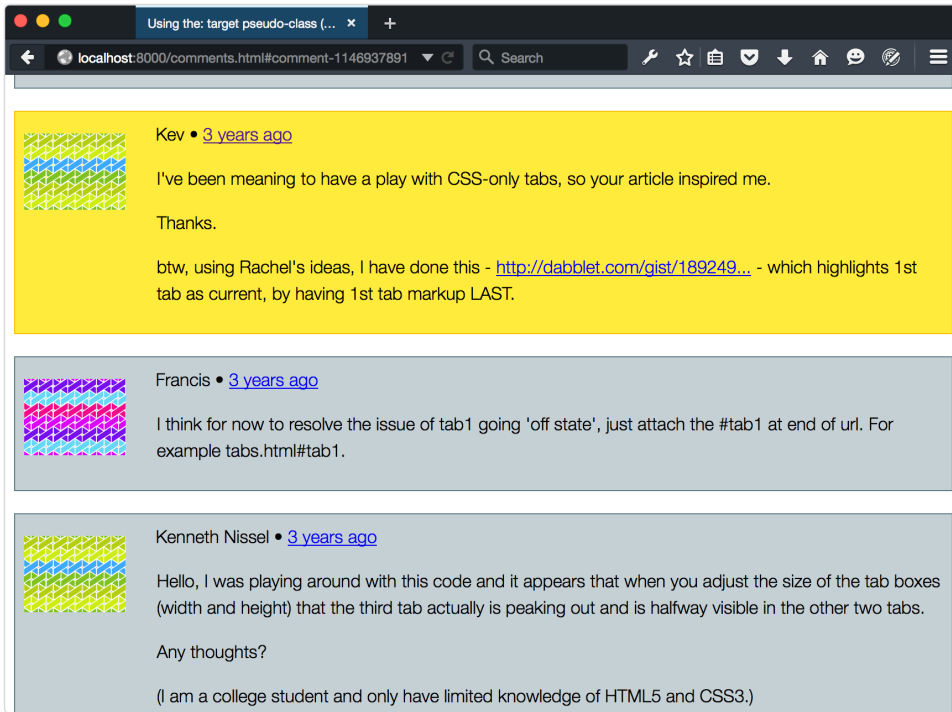 Using the: target pseudo-class (...
localhost:8000/comments.html#comment-1146937891
Search
Kev • 3 years ago
I've been meaning to have a play with CSS-only tabs, so your article inspired me.
Thanks.
btw, using Rachel's ideas, I have done this - http://dabblet.com/gist/189249... - which highlights 1st
tab as current, by having 1st tab markup LAST.
Francis • 3 years ago
I think for now to resolve the issue of tab1 going 'off state', just attach the #tab1 at end of url. For
example tabs.html#tab1.
Kenneth Nissel • 3 years ago
Hello, I was playing around with this code and it appears that when you adjust the size of the tab boxes
(width and height) that the third tab actually is peaking out and is halfway visible in the other two tabs.
Any thoughts?
(I am a college student and only have limited knowledge of HTML5 and CSS3.)